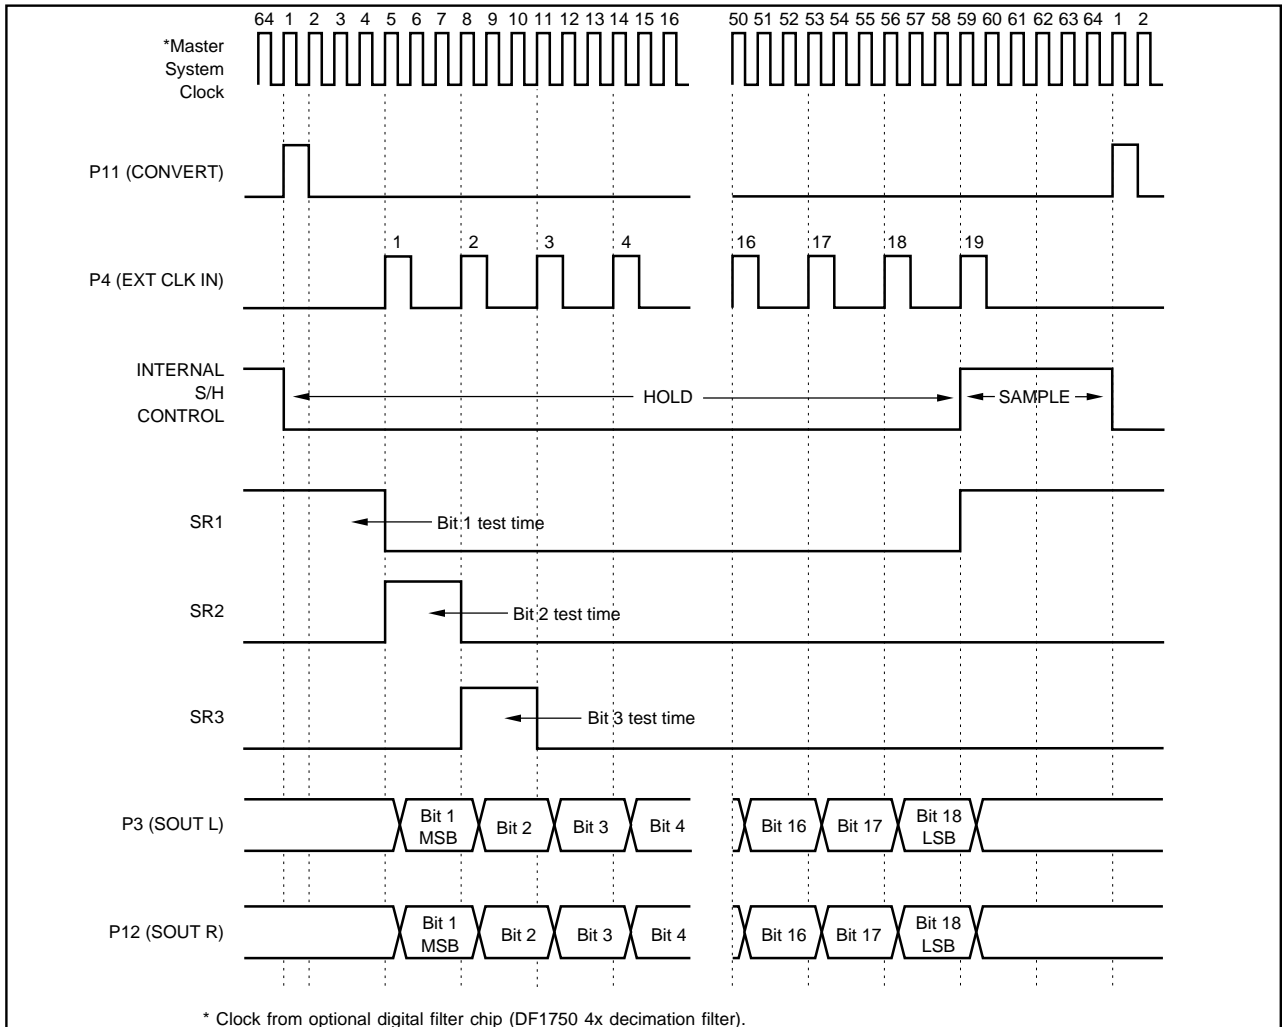 64 1 2 3 4 5 6 7 8 9 10 11 12 13 14 15 16 50 51 52 53 54 55 56 57 58 59 60 61 62 63 64 1 2
*Master
System
Clock
P11 (CONVERT)
1 2 3 4 16 17 18 19
P4 (EXT CLK IN)
INTERNAL
S/H
CONTROL
HOLD
SAMPLE
SR1
Bit 1 test time
SR2
Bit 2 test time
SR3
Bit 3 test time
P3 (SOUT L)
Bit 1
MSB
Bit 2
Bit 3
Bit 4
Bit 16
Bit 17
Bit 18
LSB
P12 (SOUT R)
Bit 1
MSB
Bit 2
Bit 3
Bit 4
Bit 16
Bit 17
Bit 18
LSB
* Clock from optional digital filter chip (DF1750 4x decimation filter).